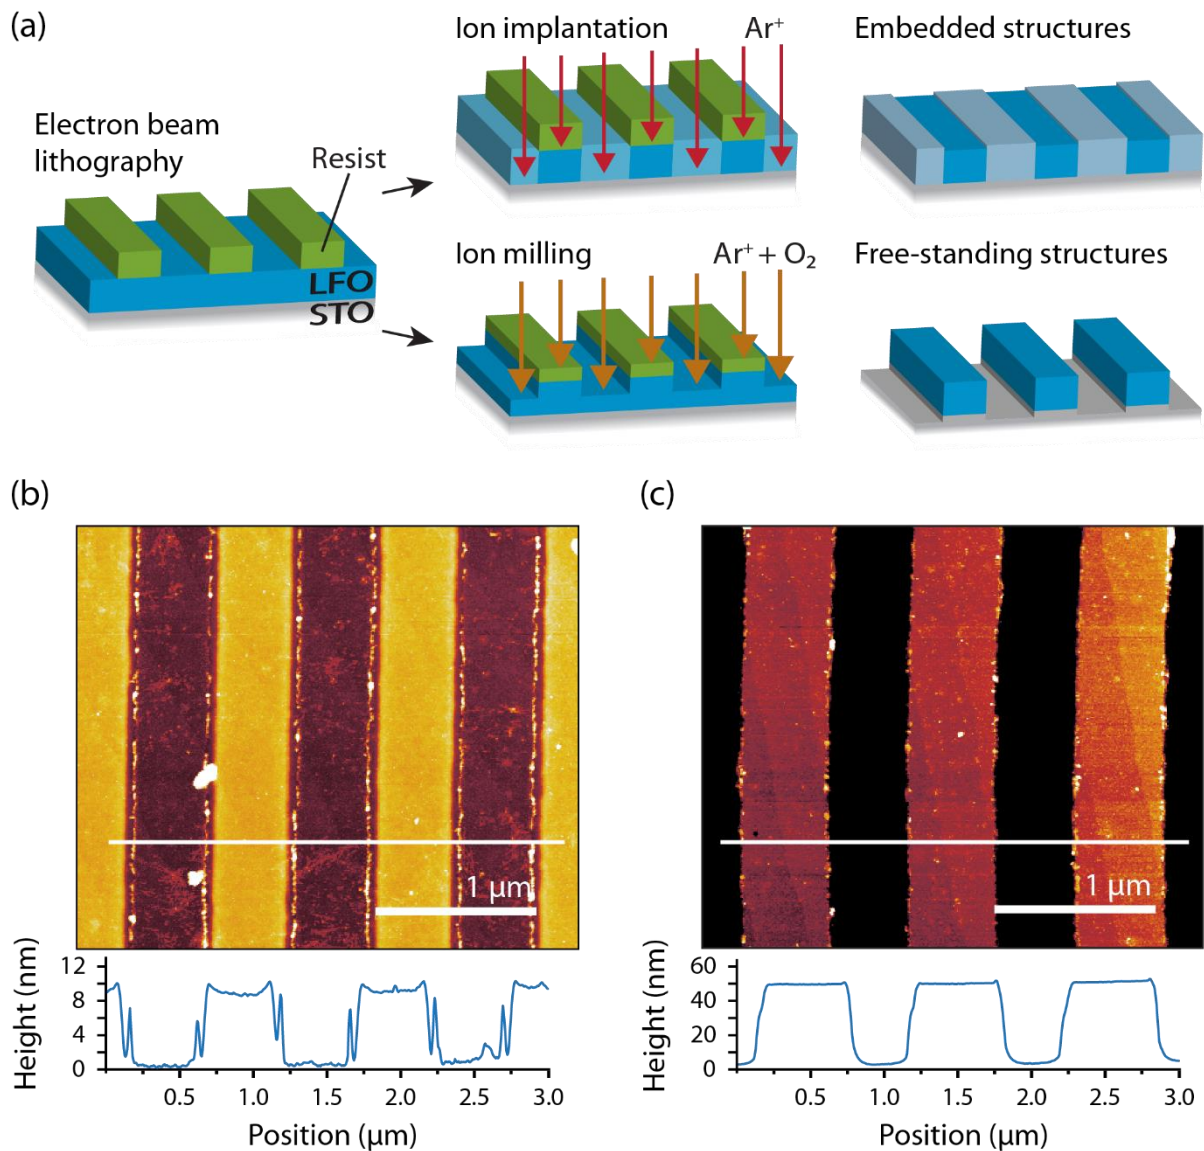 (a)
Electron beam
lithography
Resist
LFO
STO
Ion implantation
Ar⁺
Embedded structures
Ion milling
Ar⁺ + O₂
Free-standing structures
(b)
1 μm
12
8
4
0
Height (nm)
0.5 1.0 1.5 2.0 2.5 3.0
Position (μm)
(c)
1 μm
60
40
20
0
Height (nm)
0.5 1.0 1.5 2.0 2.5 3.0
Position (μm)